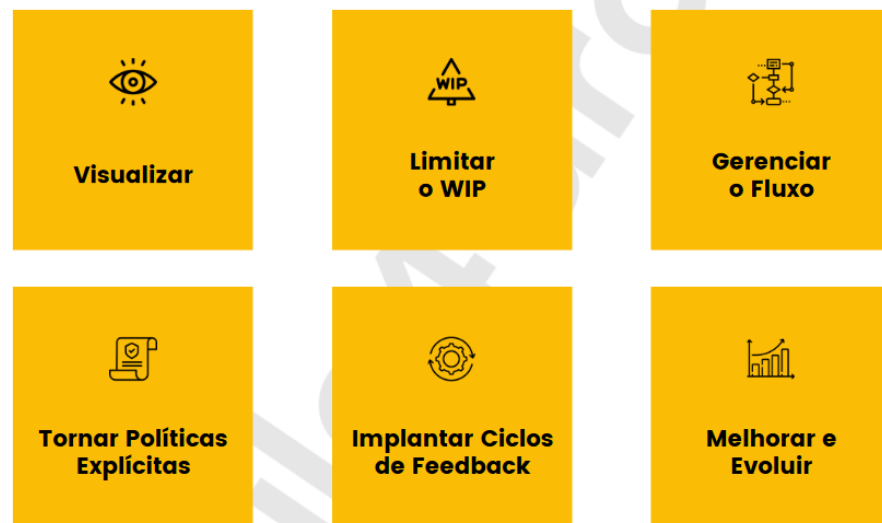 Visualizar
WIP
Limitar
o WIP
Gerenciar
o Fluxo
Tornar Políticas
Explícitas
Implantar Ciclos
de Feedback
Melhorar e
Evoluir